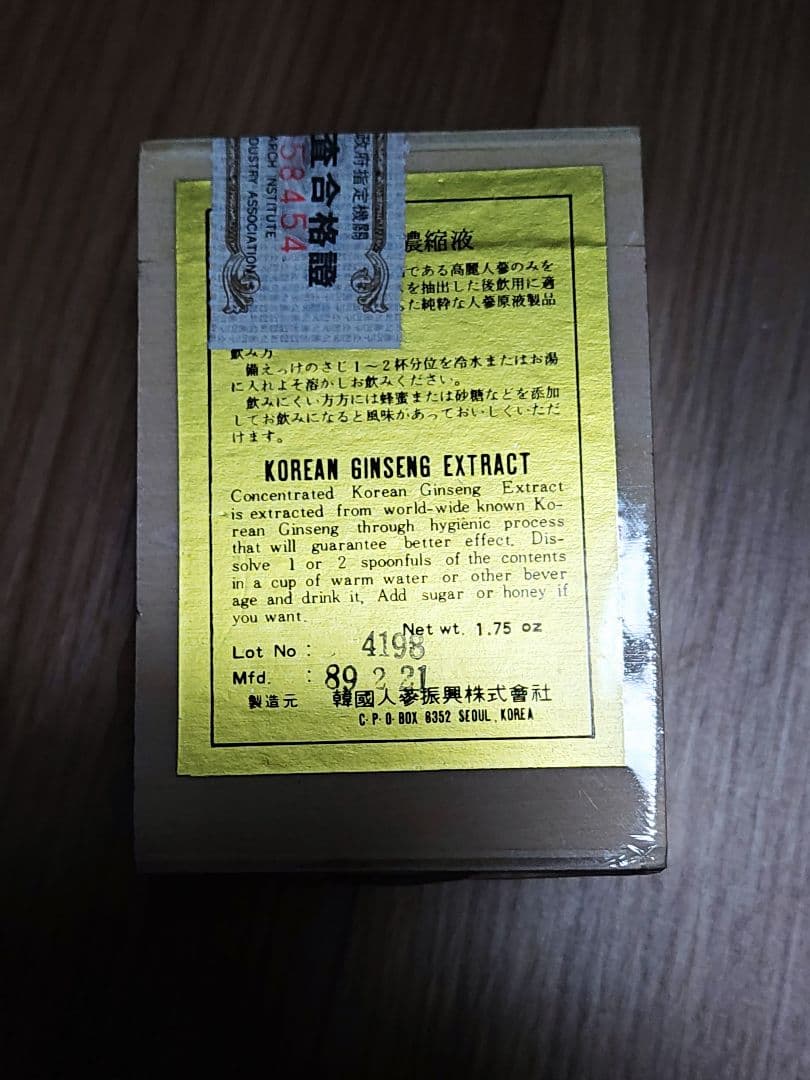 政府指定機關
査合格證
58454
ARCH INSTITUTE
DUSTRY ASSOCIATION
濃縮液
である高麗人蔘のみを
を抽出した後飲用に適
た純粋な人蔘原液製品
飲み方
備えっけのさじ1〜2杯分位を冷水またはお湯
に入れよそ溶かしお飲みください。
飲みにくい方方には蜂蜜または砂糖などを添加
してお飲みになると風味があっておいしくいただ
けます。
KOREAN GINSENG EXTRACT
Concentrated Korean Ginseng Extract
is extracted from world-wide known Ko-
rean Ginseng through hygienic process
that will guarantee better effect. Dis-
solve 1 or 2 spoonfuls of the contents
in a cup of warm water or other bever
age and drink it, Add sugar or honey if
you want.
Net wt. 1.75 oz
Lot No : 4198
Mfd. : 89 2 21
製造元 韓國人蔘振興株式會社
C·P·O·BOX 6352 SEOUL, KOREA